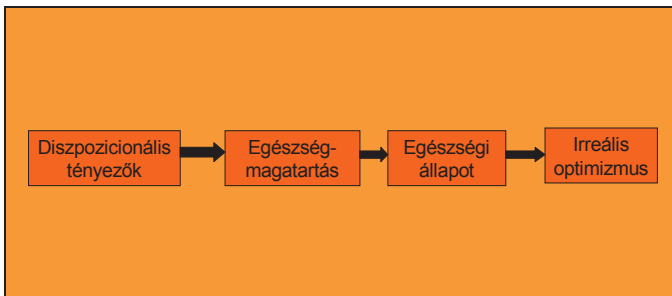 Diszpozicionális
tényezők
Egészség-
magatartás
Egészségi
állapot
Irreális
optimizmus